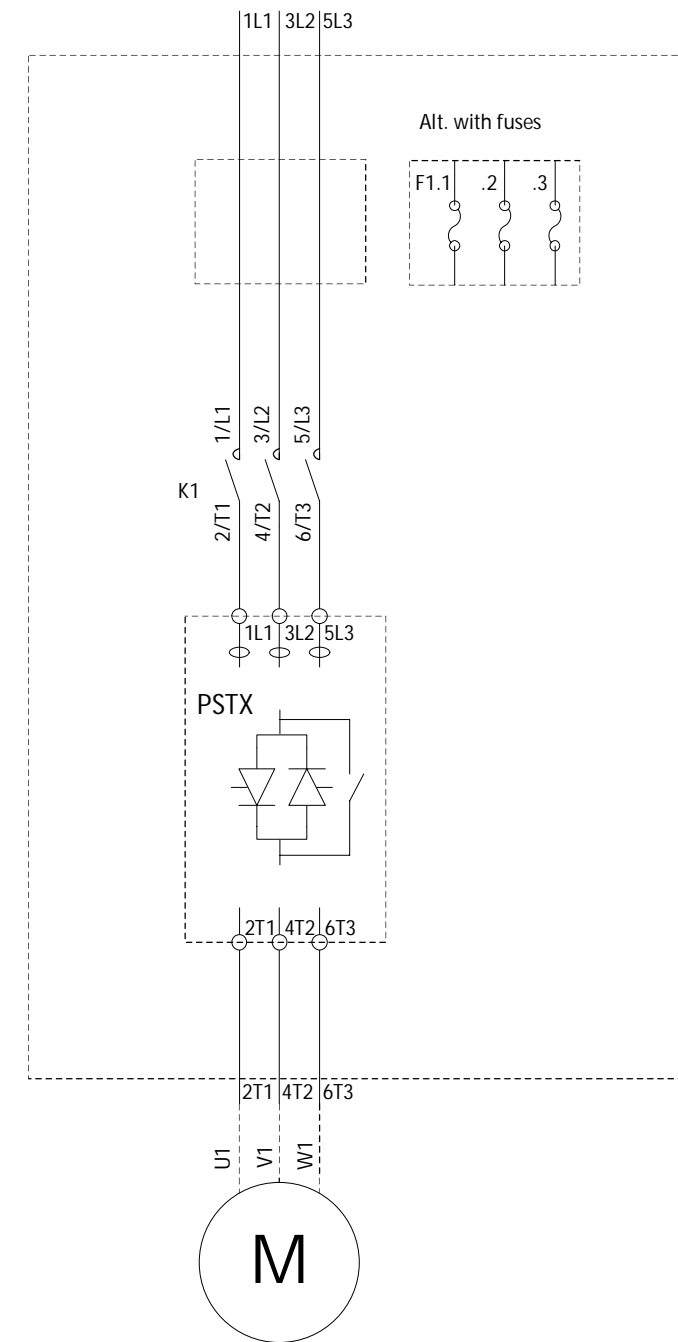 1L1 3L2 5L3
Alt. with fuses
F1.1 .2 .3
1/L1 3/L2 5/L3
K1
2/T1 4/T2 6/T3
1L1 3L2 5L3
PSTX
2T1 4T2 6T3
2T1 4T2 6T3
U1 V1 W1
M